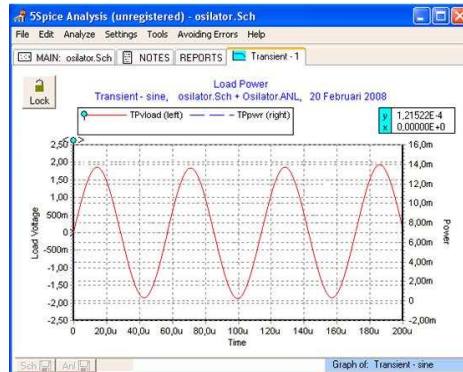 5Spice Analysis (unregistered) - osilator.Sch
File Edit Analyze Settings Tools Avoiding Errors Help
MAIN: osilator.Sch NOTES REPORTS Transient - 1
Lock
Load Power
Transient - sine, osilator.Sch + Osilator.ANL, 20 Februari 2008
TPvload (left) TPpwr (right)
y 1,21522E-4
x 0,00000E+0
< >
2,50 16,0m
2,00 14,0m
1,50 12,0m
1,00 10,0m
500m 8,00m
0 6,00m
-500m 4,00m
-1,00 2,00m
-1,50 0
-2,00 -2,00m
-2,50
Load Voltage
Power
0 20,0u 40,0u 60,0u 80,0u 100u 120u 140u 160u 180u 200u
Time
Sch Anl Graph of: Transient - sine